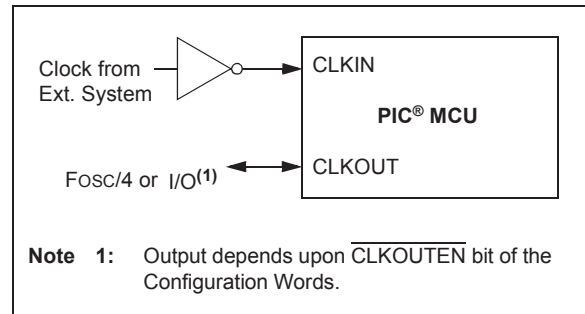 Clock from
Ext. System
CLKIN
PIC® MCU
FOSC/4 or I/O(1)
CLKOUT
Note 1: Output depends upon CLKOUTEN bit of the
Configuration Words.